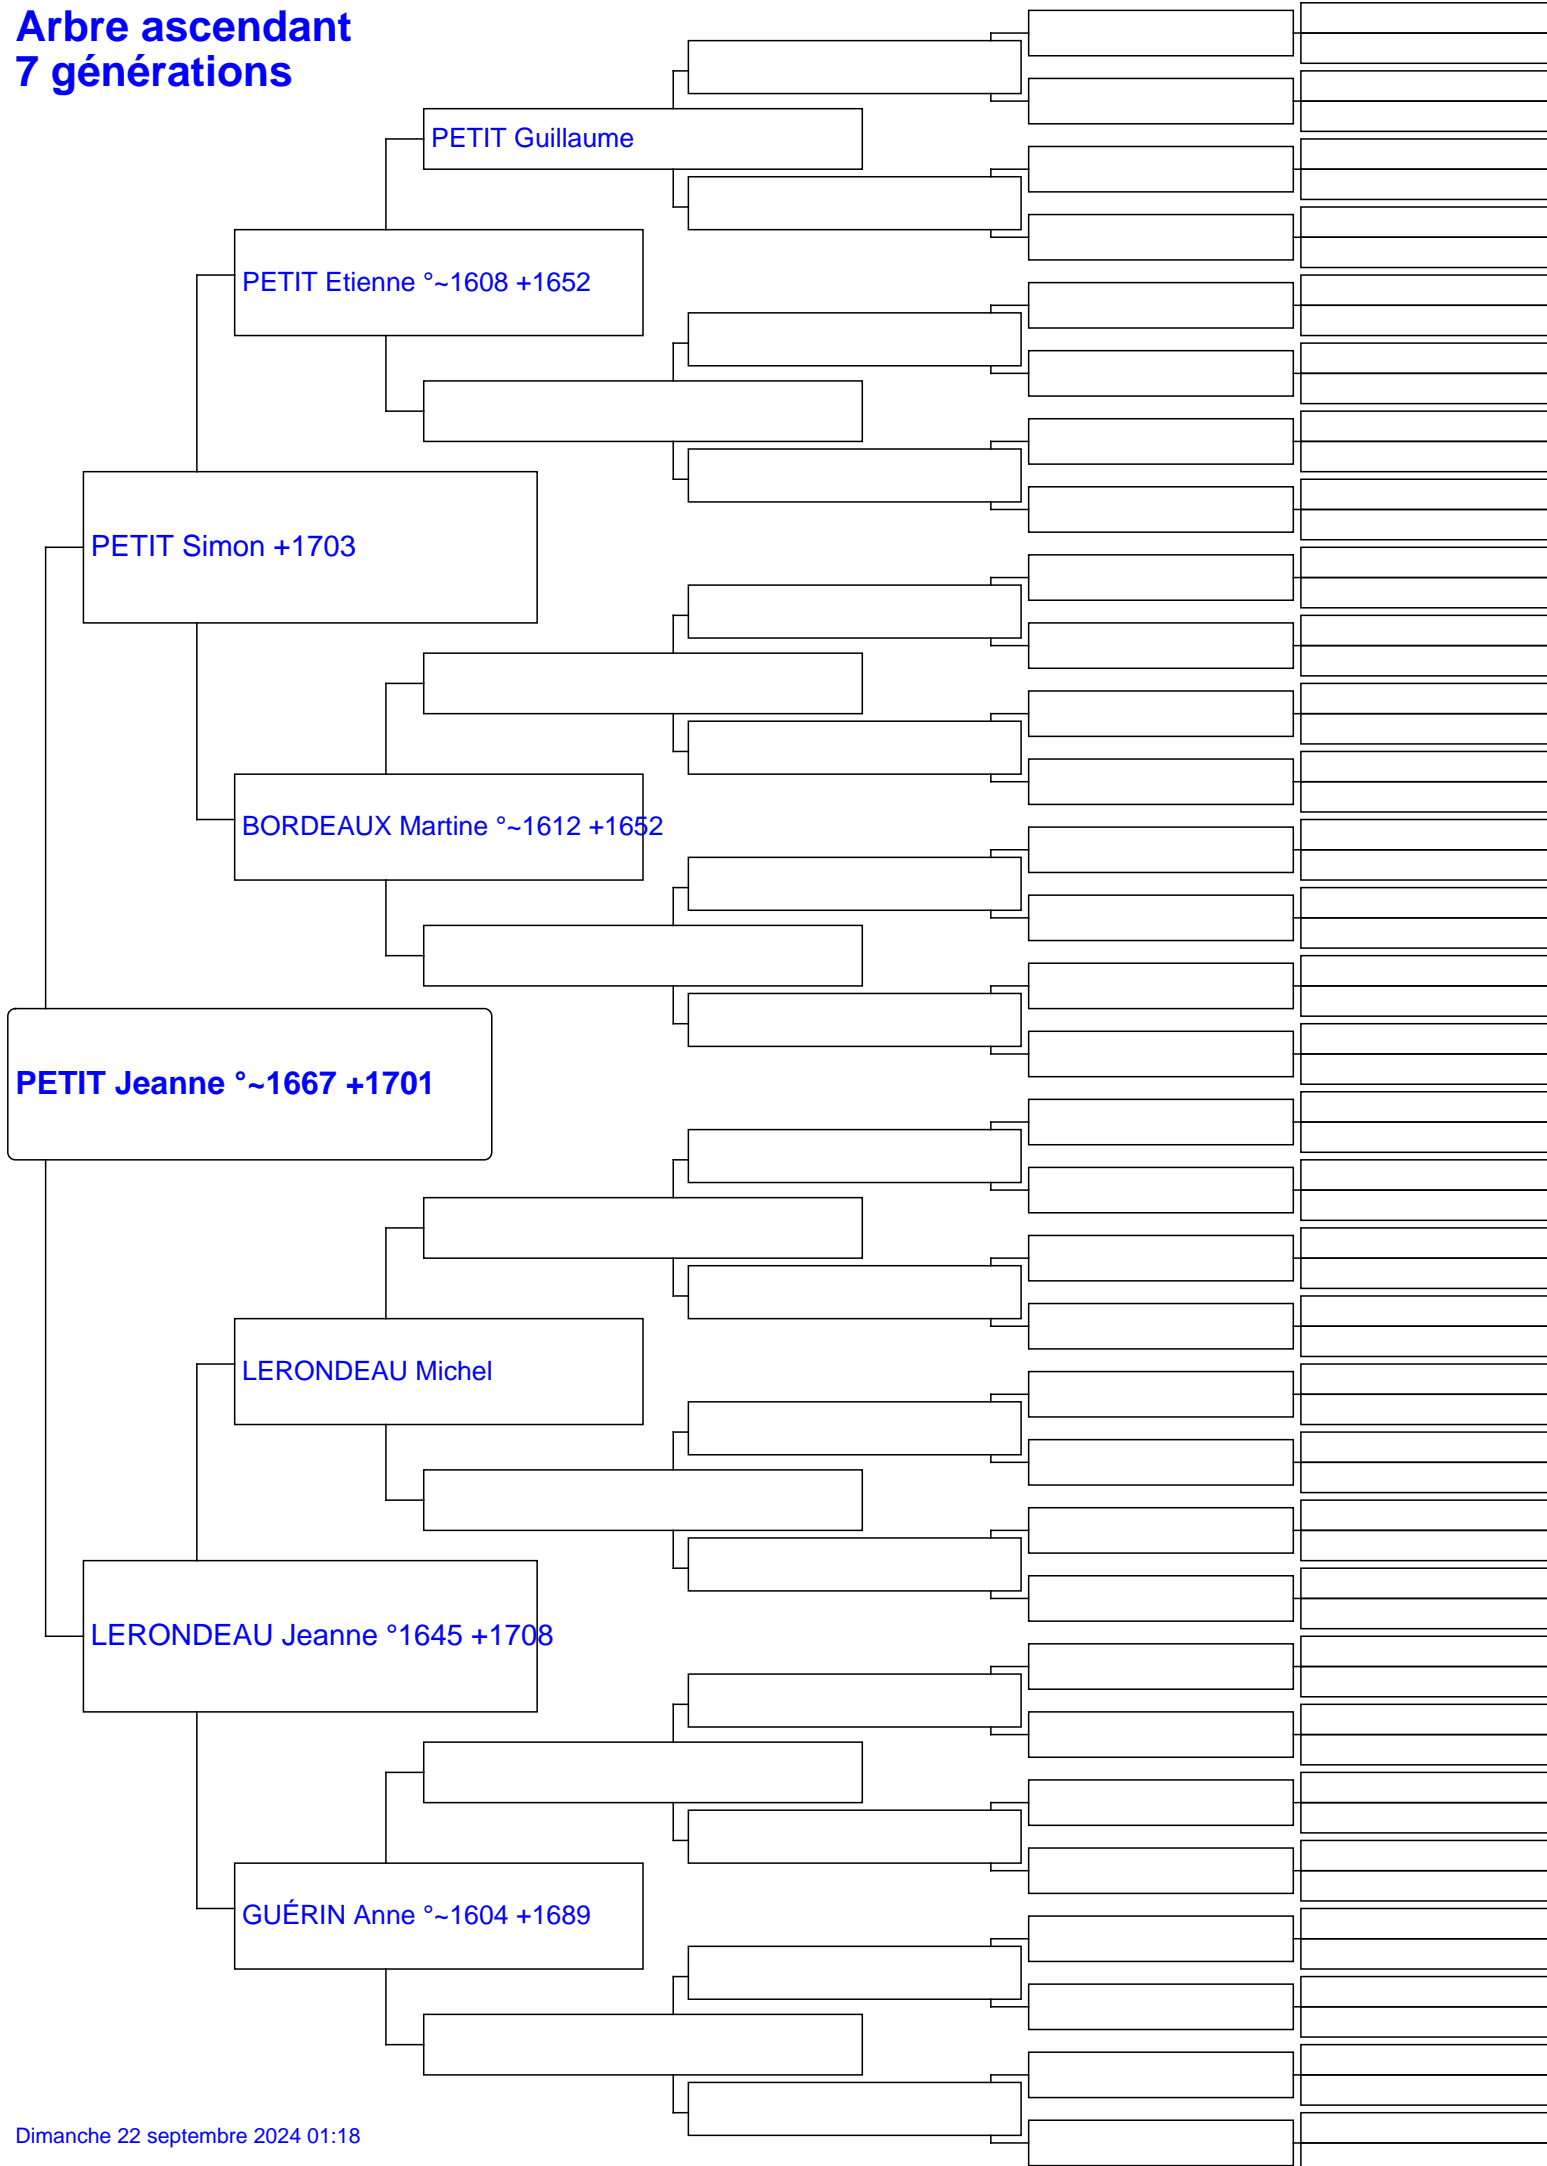 Arbre ascendant
7 générations
PETIT Guillaume
PETIT Etienne °~1608 +1652
PETIT Simon +1703
BORDEAUX Martine °~1612 +1652
PETIT Jeanne °~1667 +1701
LERONDEAU Michel
LERONDEAU Jeanne °1645 +1708
GUÉRIN Anne °~1604 +1689
Dimanche 22 septembre 2024 01:18